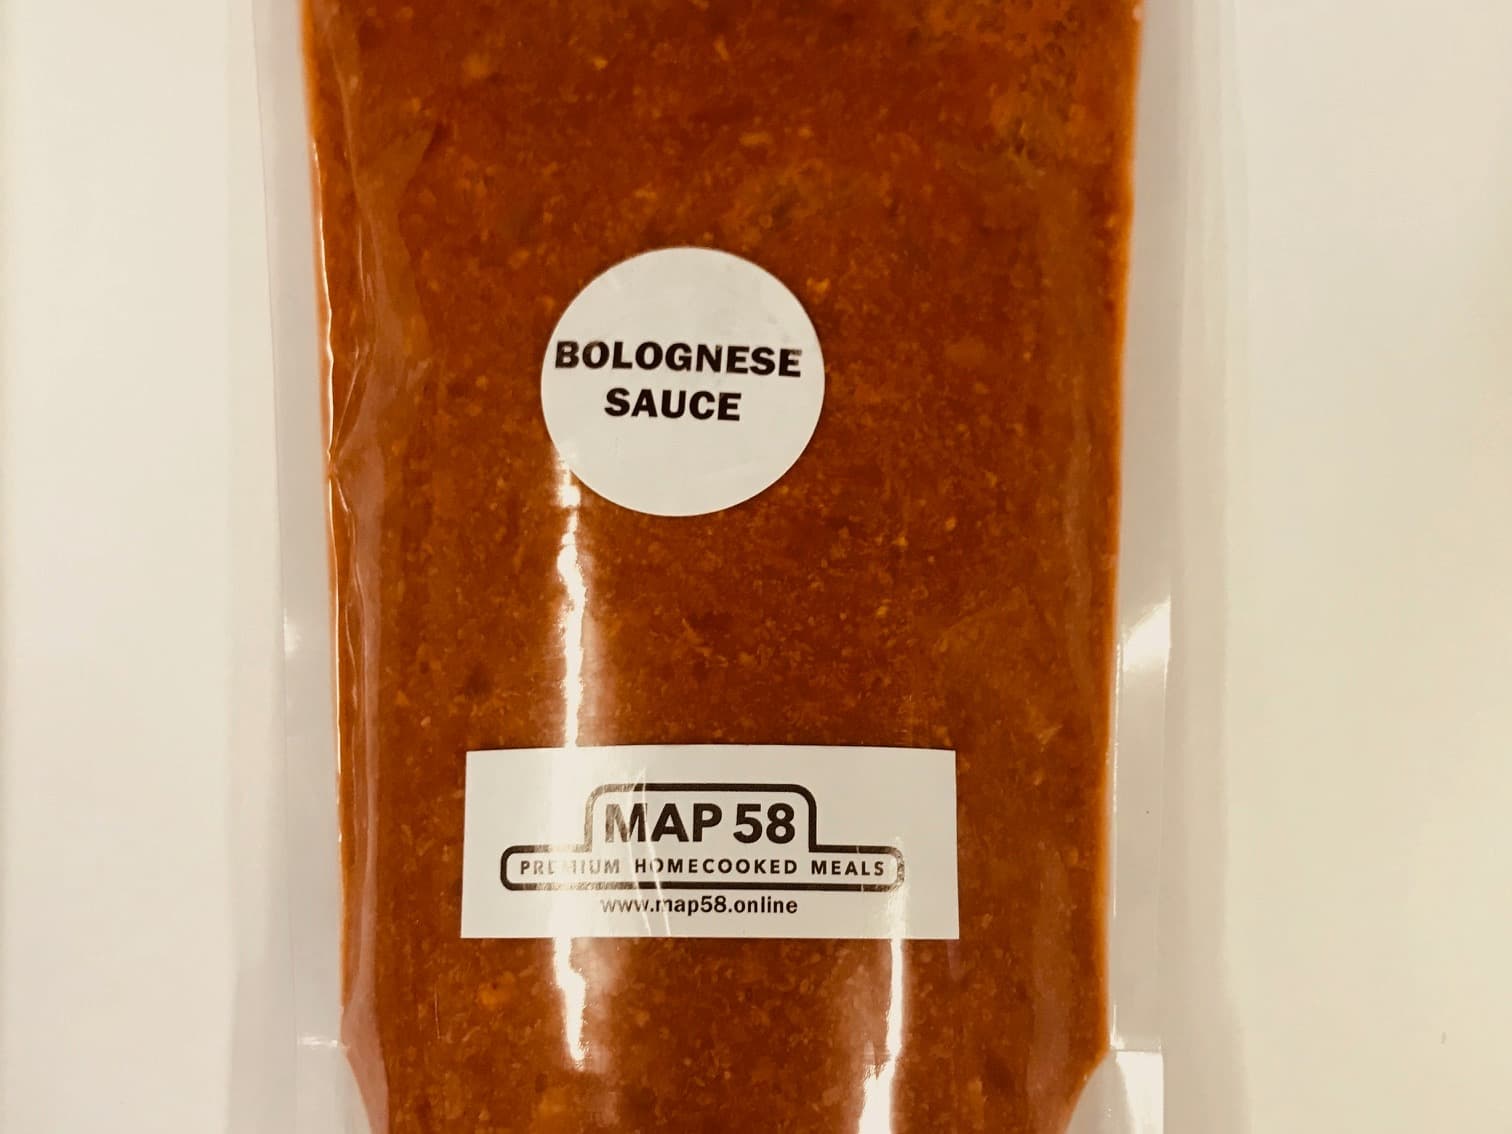 BOLOGNESE
SAUCE
MAP 58
PREMIUM HOMECOOKED MEALS
www.map58.online